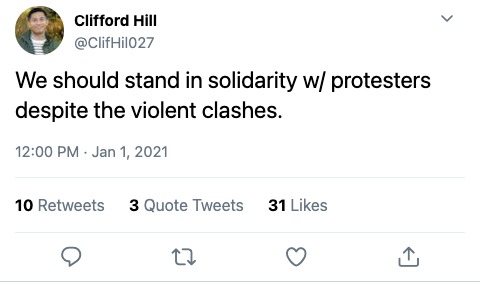 Clifford Hill
@ClifHil027
We should stand in solidarity w/ protesters
despite the violent clashes.
12:00 PM · Jan 1, 2021
10 Retweets 3 Quote Tweets 31 Likes